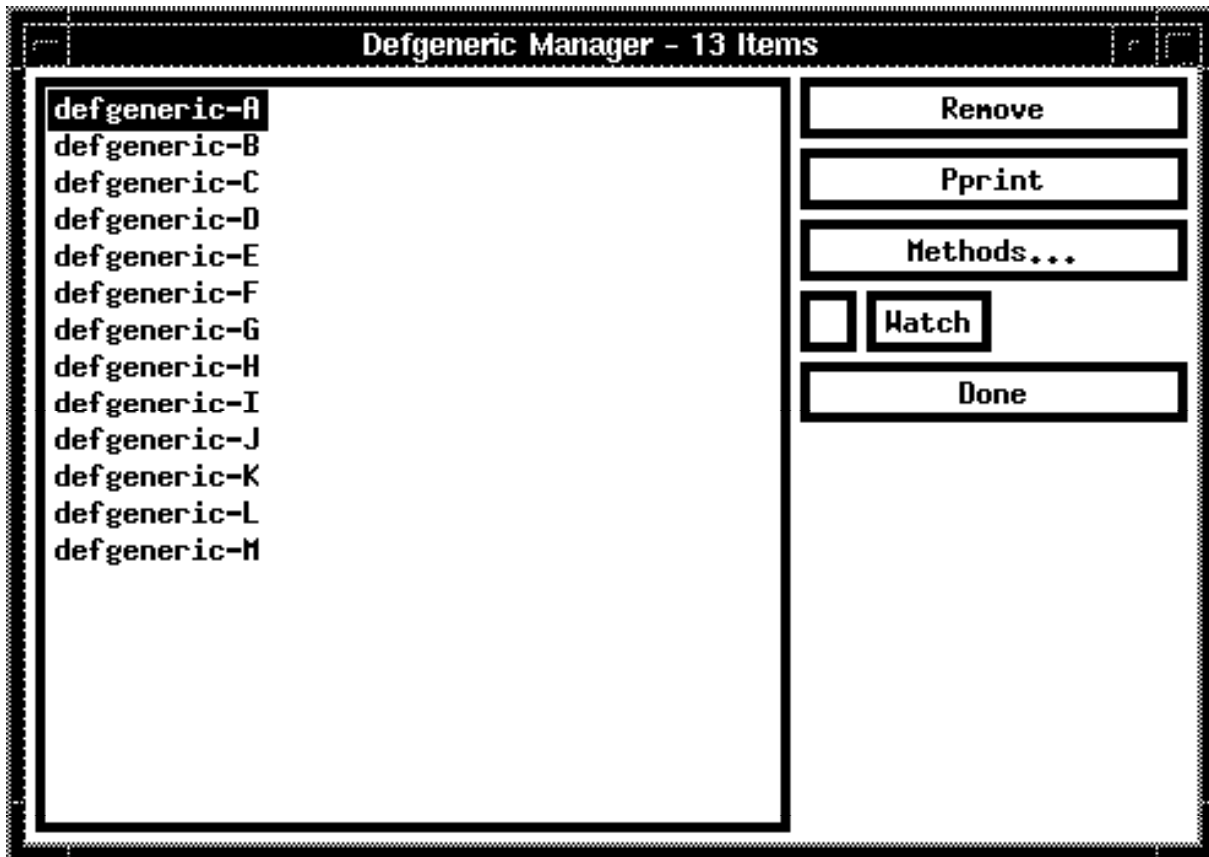 Defgeneric Manager - 13 Items
defgeneric-A
defgeneric-B
defgeneric-C
defgeneric-D
defgeneric-E
defgeneric-F
defgeneric-G
defgeneric-H
defgeneric-I
defgeneric-J
defgeneric-K
defgeneric-L
defgeneric-M
Remove
Pprint
Methods...
Watch
Done